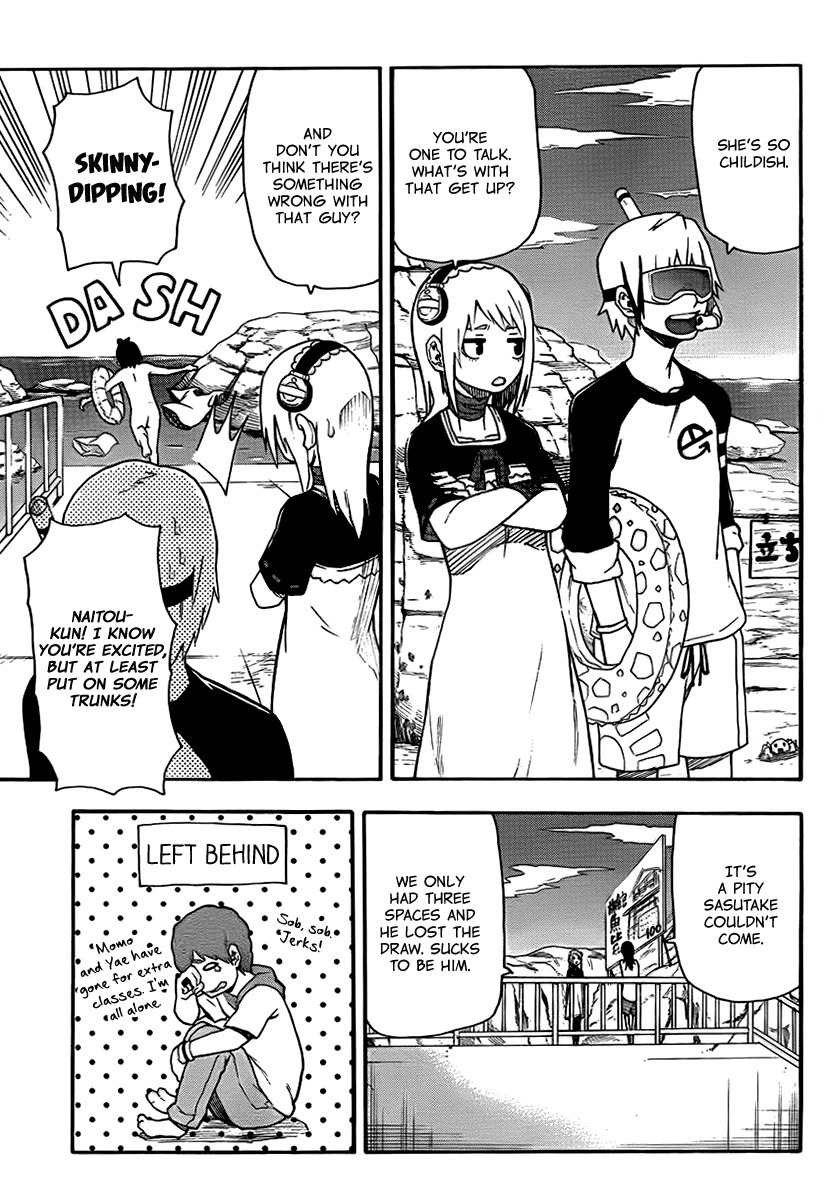 SHE'S SO
CHILDISH.
YOU'RE
ONE TO TALK.
WHAT'S WITH
THAT GET UP?
立ち
AND
DON'T YOU
THINK THERE'S
SOMETHING
WRONG WITH
THAT GUY?
SKINNY-
DIPPING!
DASH
NAITOU-
KUN! I KNOW
YOU'RE EXCITED,
BUT AT LEAST
PUT ON SOME
TRUNKS!
IT'S
A PITY
SASUTAKE
COULDN'T
COME.
100
WE ONLY
HAD THREE
SPACES AND
HE LOST THE
DRAW. SUCKS
TO BE HIM.
LEFT BEHIND
Sob, sob.
Jerks!
Momo
and Yae have
gone for extra
classes. I'm
all alone